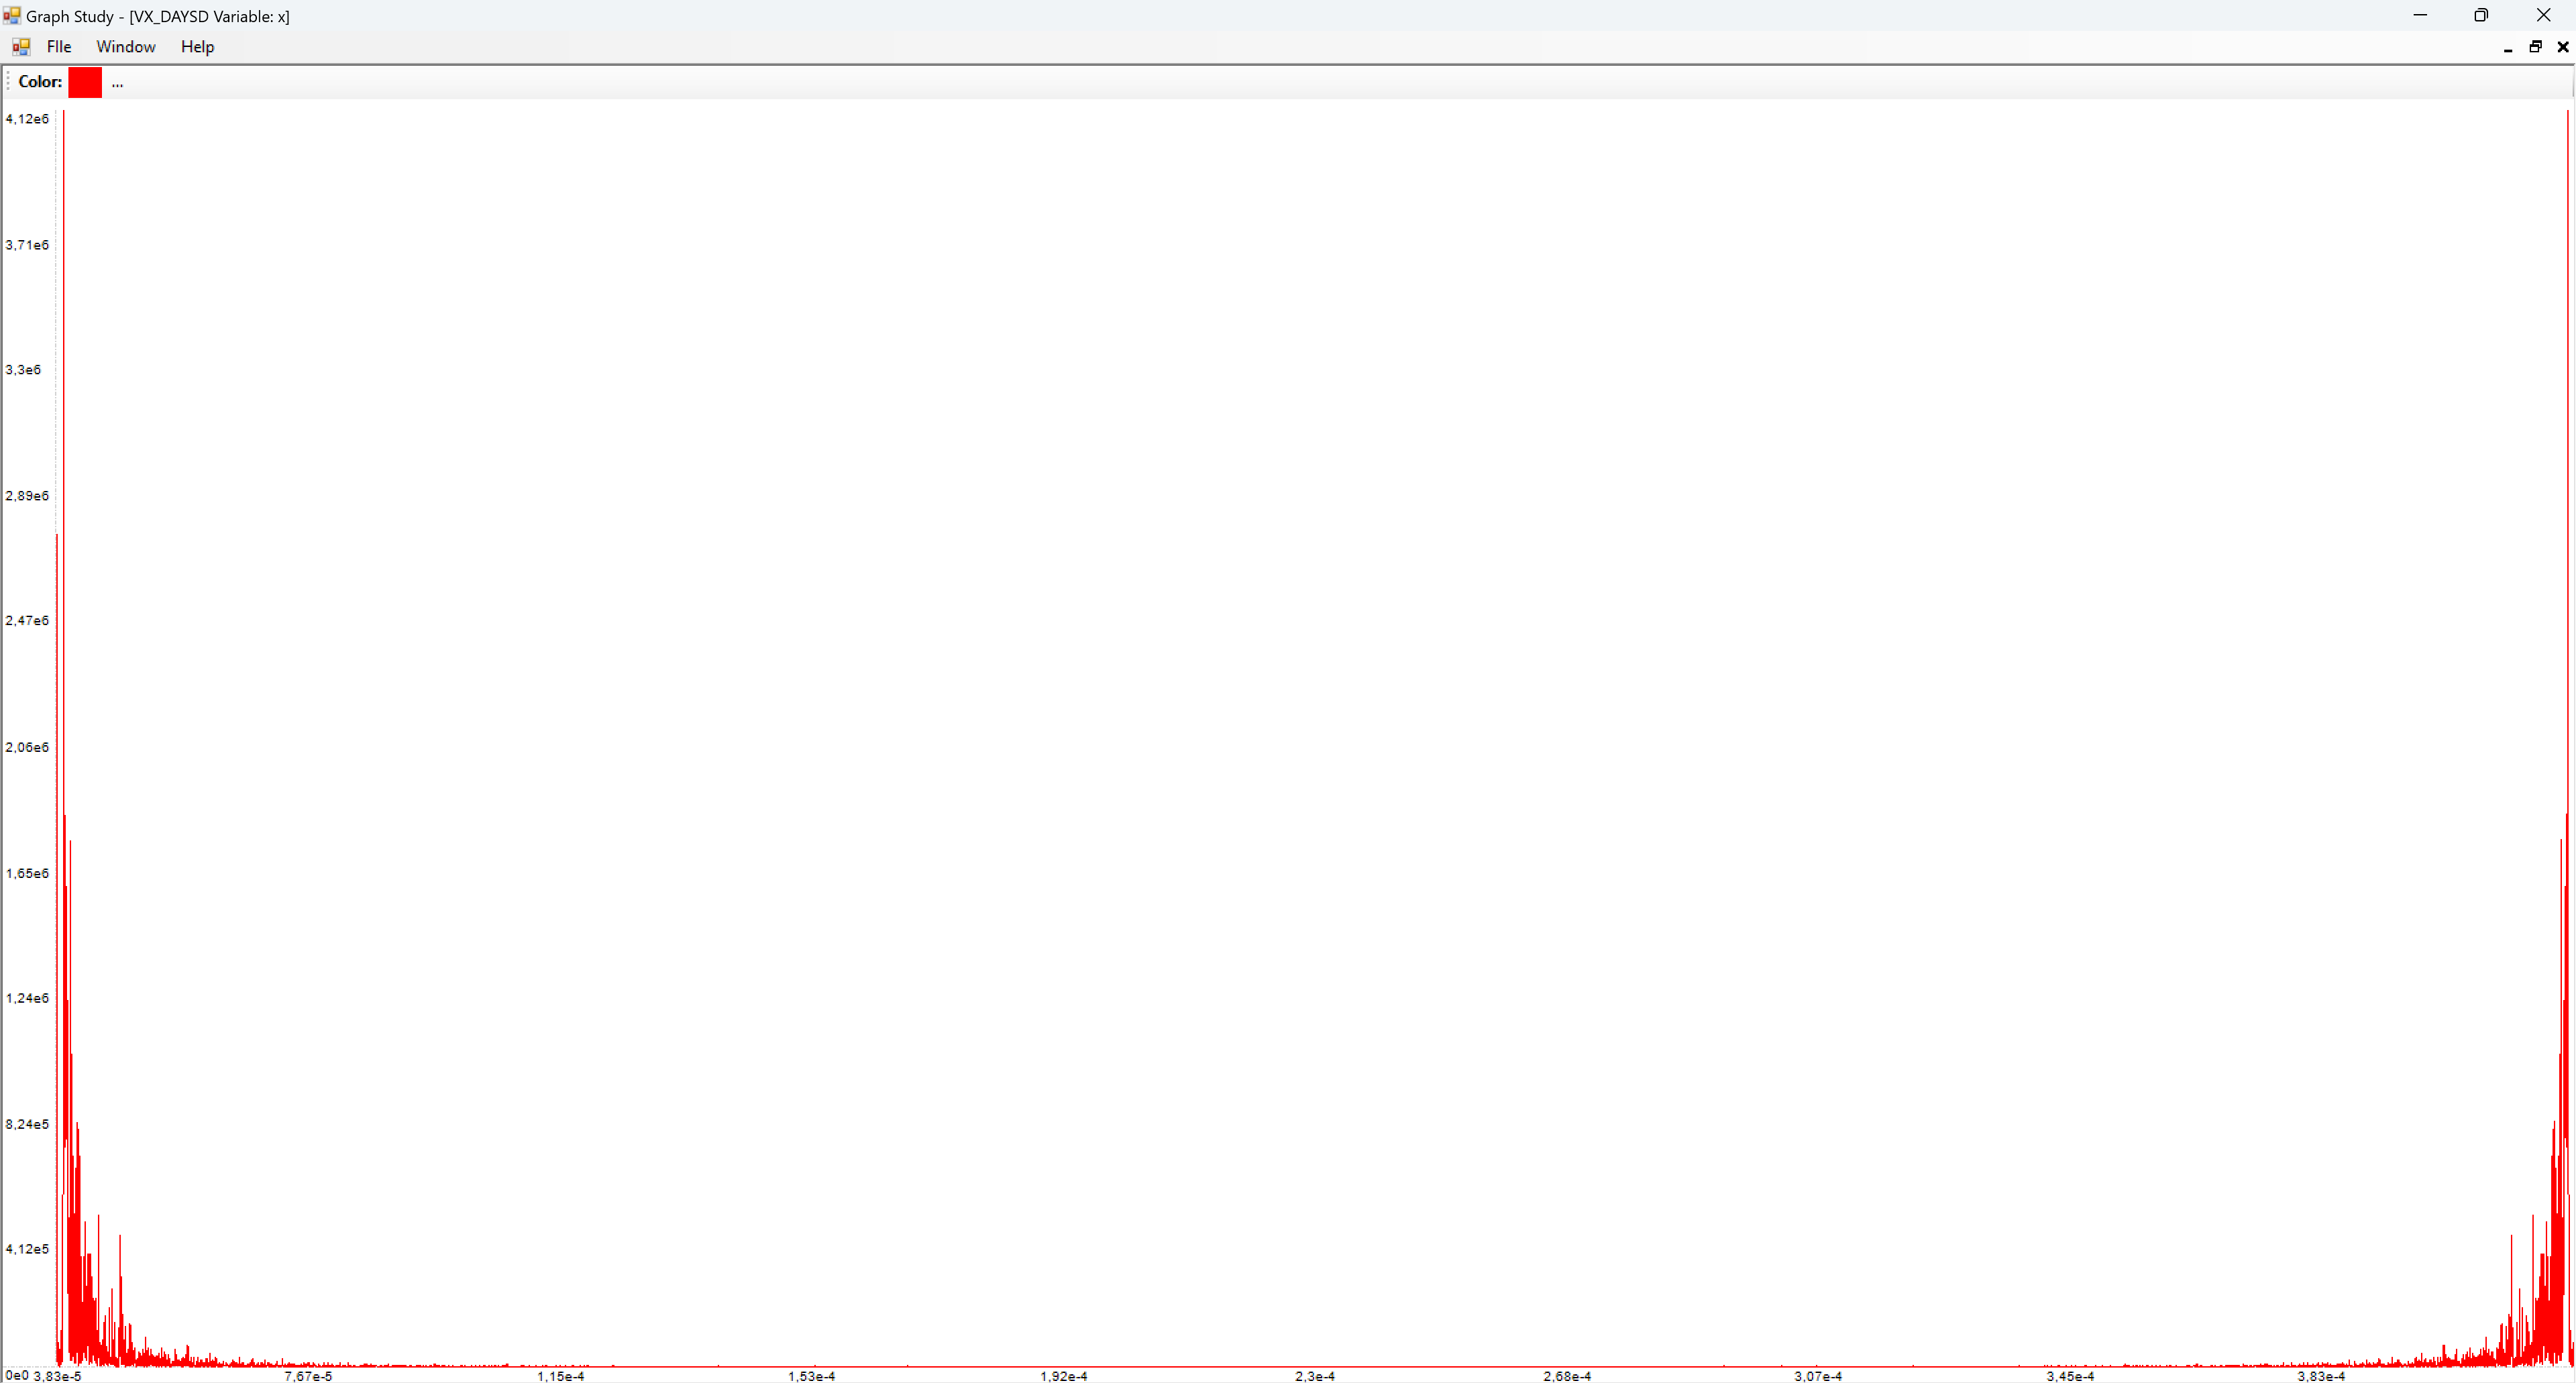 Graph Study - [VX_DAYSD Variable: x]
FIle Window Help
Color: ...
4,12e6
3,71e6
3,3e6
2,89e6
2,47e6
2,06e6
1,65e6
1,24e6
8,24e5
4,12e5
0e0 3,83e-5 7,67e-5 1,15e-4 1,53e-4 1,92e-4 2,3e-4 2,68e-4 3,07e-4 3,45e-4 3,83e-4